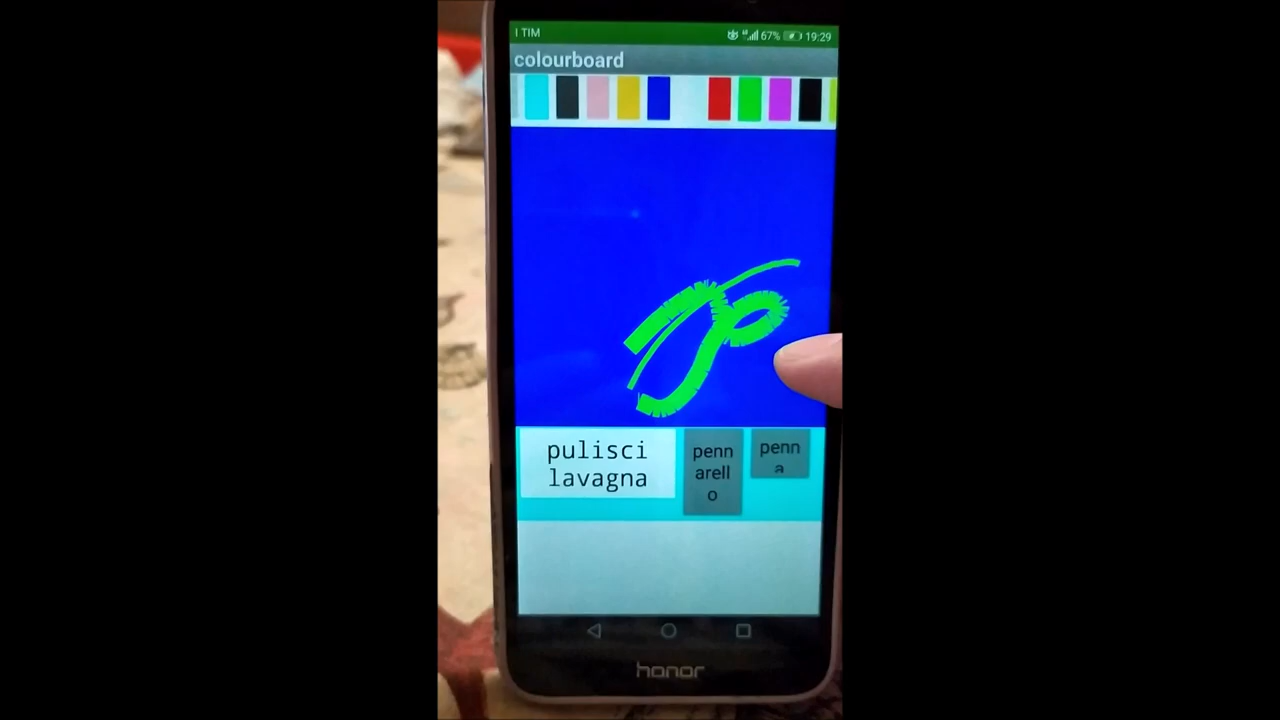 I TIM 67% 19:29
colourboard
pulisci
lavagna
penn
arell
o
penn
a
honor